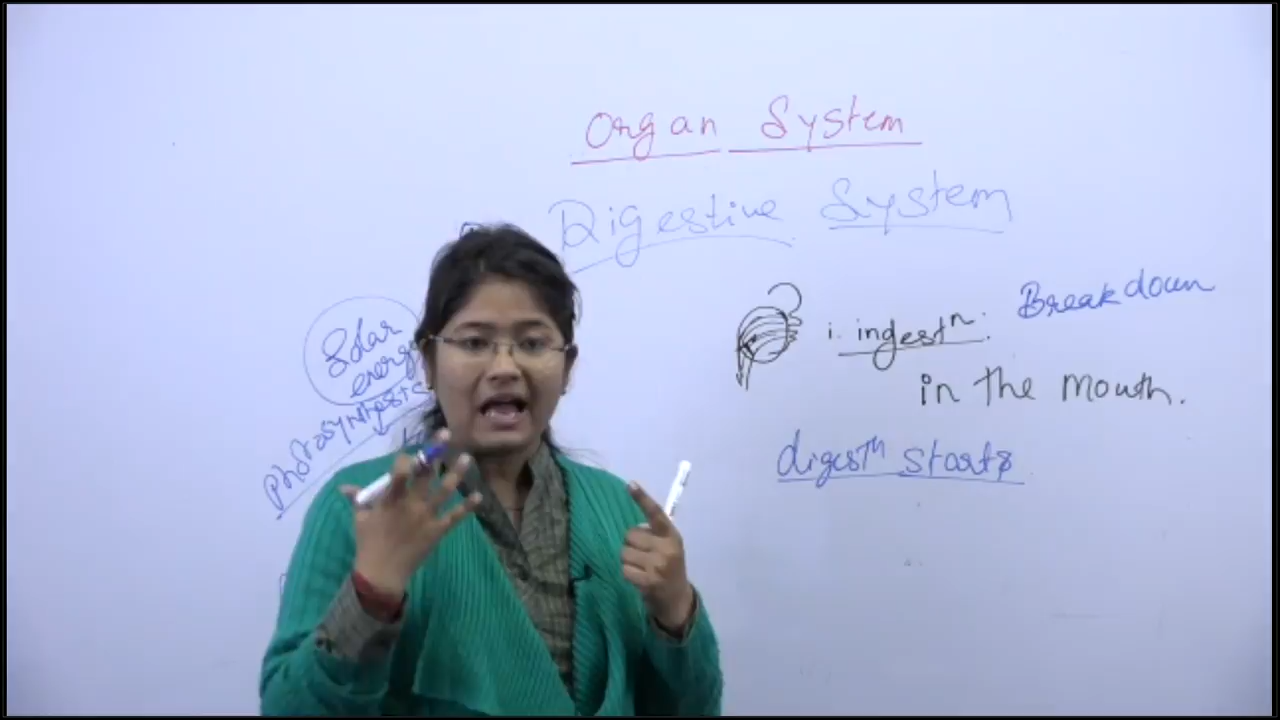 Organ System
Digestive System
Solar
energy
Photosynthesis
i. ingestⁿ.
Breakdown
in the mouth.
digestⁿ starts